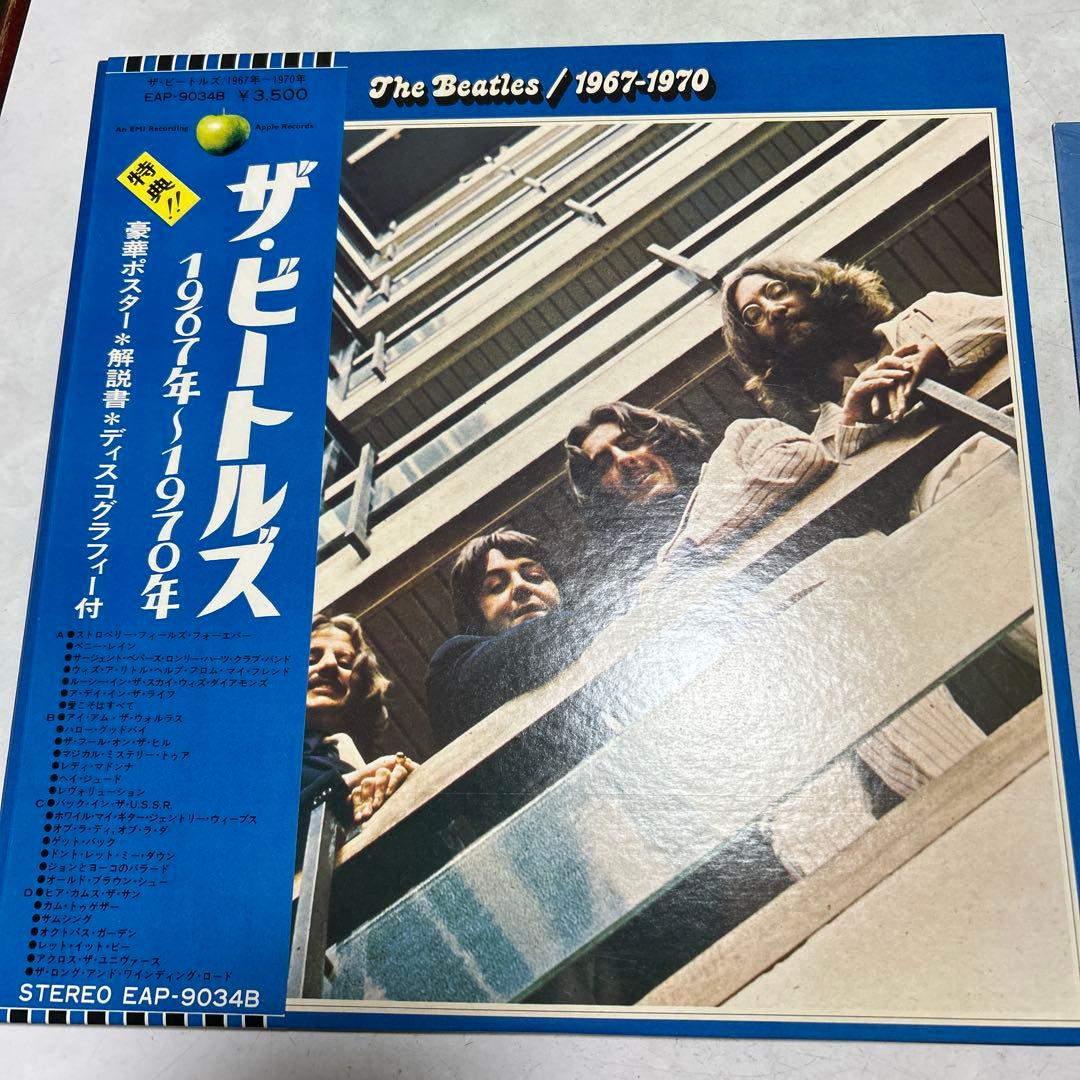 The Beatles / 1967-1970
ザ・ビートルズ/1967年〜1970年
EAP-9034B ¥3,500
An EMI Recording
Apple Records
特典!!
ザ・ビートルズ
1967年〜1970年
豪華ポスター＊解説書＊ディスコグラフィー付
A●ストロベリー・フィールズ・フォーエバー
●ペニー・レイン
●サージェント・ペパーズ・ロンリー・ハーツ・クラブ・バンド
●ウィズ・ア・リトル・ヘルプ・フロム・マイ・フレンド
●ルーシー・イン・ザ・スカイ・ウィズ・ダイアモンズ
●ア・デイ・イン・ザ・ライフ
●愛こそはすべて
B●アイ・アム・ザ・ウォルラス
●ハロー・グッドバイ
●ザ・フール・オン・ザ・ヒル
●マジカル・ミステリー・トゥア
●レディ・マドンナ
●ヘイ・ジュード
●レヴォリューション
C●バック・イン・ザ・U.S.S.R.
●ホワイル・マイ・ギター・ジェントリー・ウィープス
●オブ・ラ・ディ,オブ・ラ・ダ
●ゲット・バック
●ドント・レット・ミー・ダウン
●ジョンとヨーコのバラード
●オールド・ブラウン・シュー
D●ヒア・カムス・ザ・サン
●カム・トゥゲザー
●サムシング
●オクトパス・ガーデン
●レット・イット・ビー
●アクロス・ザ・ユニヴァース
●ザ・ロング・アンド・ワインディング・ロード
STEREO EAP-9034B